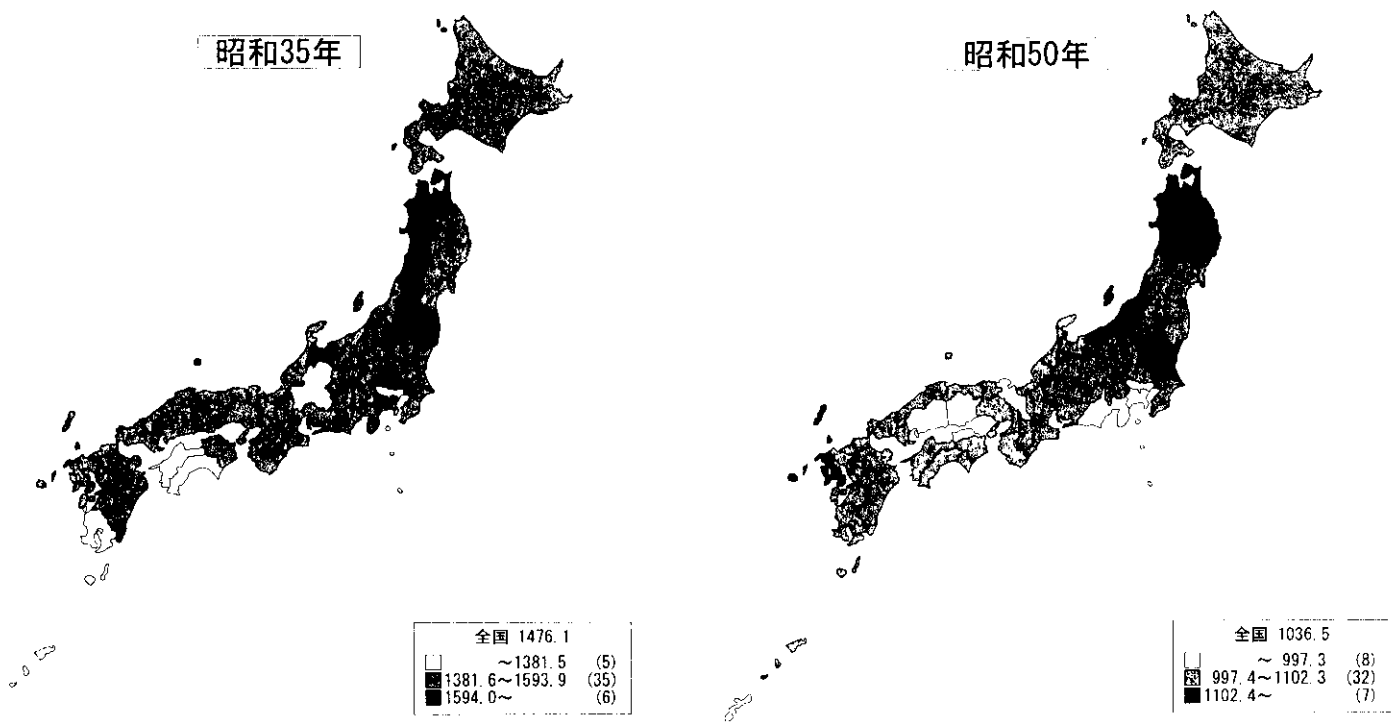 昭和35年
昭和50年
全国 1476.1
～1381.5 (5)
1381.6～1593.9 (35)
1594.0～ (6)
全国 1036.5
～ 997.3 (8)
997.4～1102.3 (32)
1102.4～ (7)